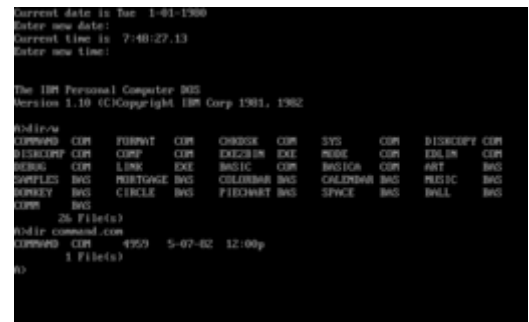 Current date is Tue  1-01-1980
Enter new date:
Current time is  7:48:27.13
Enter new time:
The IBM Personal Computer DOS
Version 1.10 (C)Copyright IBM Corp 1981, 1982
A>dir/w
COMMAND  COM    FORMAT   COM    CHKDSK   COM    SYS      COM    DISKCOPY COM
DISKCOMP COM    COMP     COM    EXE2BIN  EXE    MODE     COM    EDLIN    COM
DEBUG    COM    LINK     EXE    BASIC    COM    BASICA   COM    ART      BAS
SAMPLES  BAS    MORTGAGE BAS    COLORBAR BAS    CALENDAR BAS    MUSIC    BAS
DONKEY   BAS    CIRCLE   BAS    PIECHART BAS    SPACE    BAS    BALL     BAS
COMM     BAS
26 File(s)
A>dir command.com
COMMAND  COM     4959   5-07-82  12:00p
1 File(s)
A>